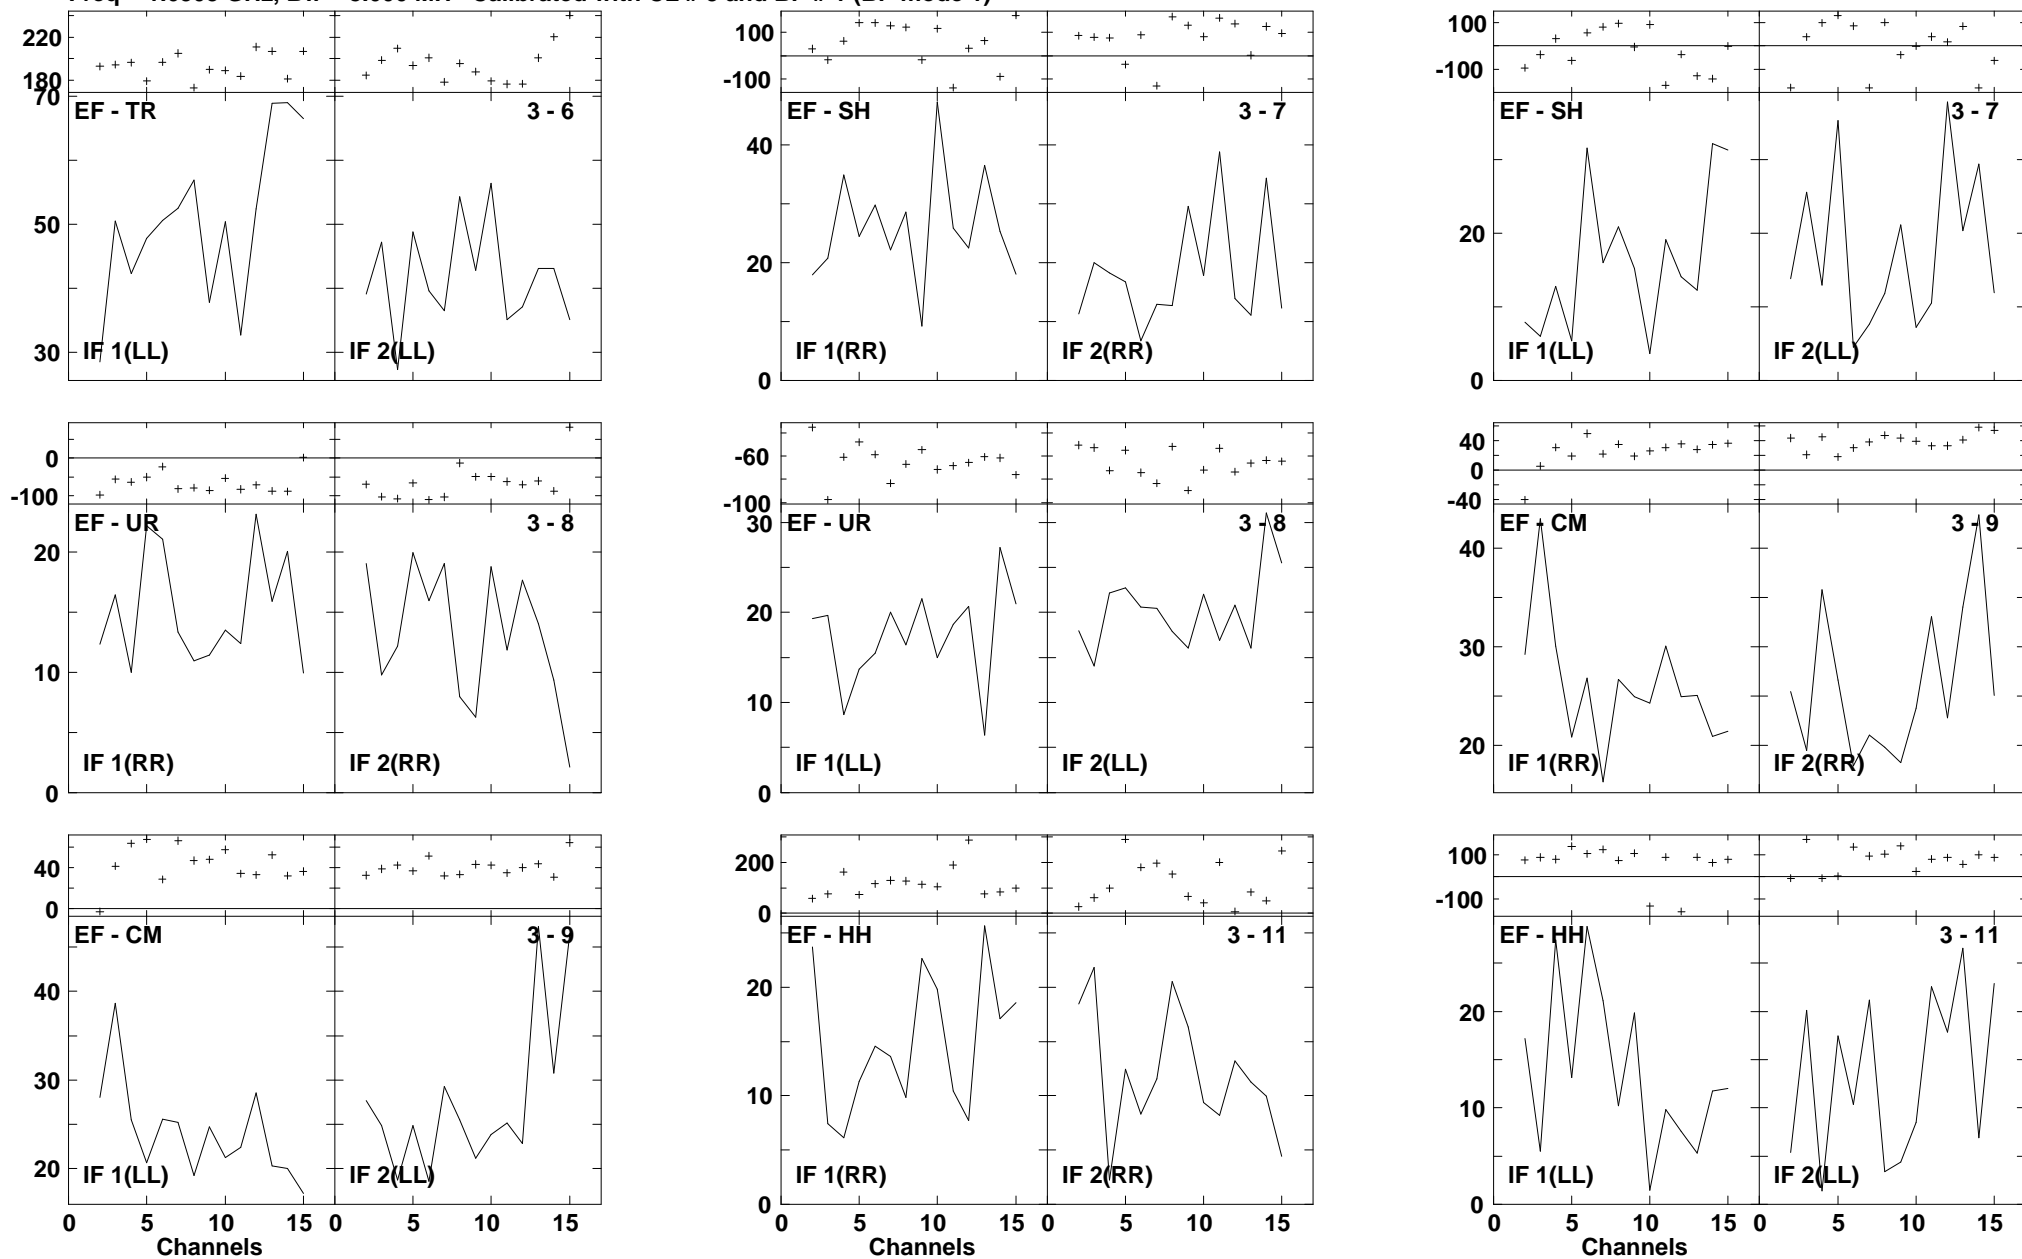 220
180
70
50
30
EF - TR
3 - 6
IF 1(LL)
IF 2(LL)
100
-100
40
20
0
EF - SH
3 - 7
IF 1(RR)
IF 2(RR)
100
-100
20
0
EF - SH
3 - 7
IF 1(LL)
IF 2(LL)
0
-100
20
10
0
EF - UR
3 - 8
IF 1(RR)
IF 2(RR)
-60
-100
30
20
10
0
EF - UR
3 - 8
IF 1(LL)
IF 2(LL)
40
0
-40
40
30
20
EF - CM
3 - 9
IF 1(RR)
IF 2(RR)
40
0
40
30
20
EF - CM
3 - 9
IF 1(LL)
IF 2(LL)
0 5 10 15 0 5 10 15
Channels
200
0
20
10
0
EF - HH
3 - 11
IF 1(RR)
IF 2(RR)
0 5 10 15 0 5 10 15
Channels
100
-100
20
10
0
EF - HH
3 - 11
IF 1(LL)
IF 2(LL)
0 5 10 15 0 5 10 15
Channels